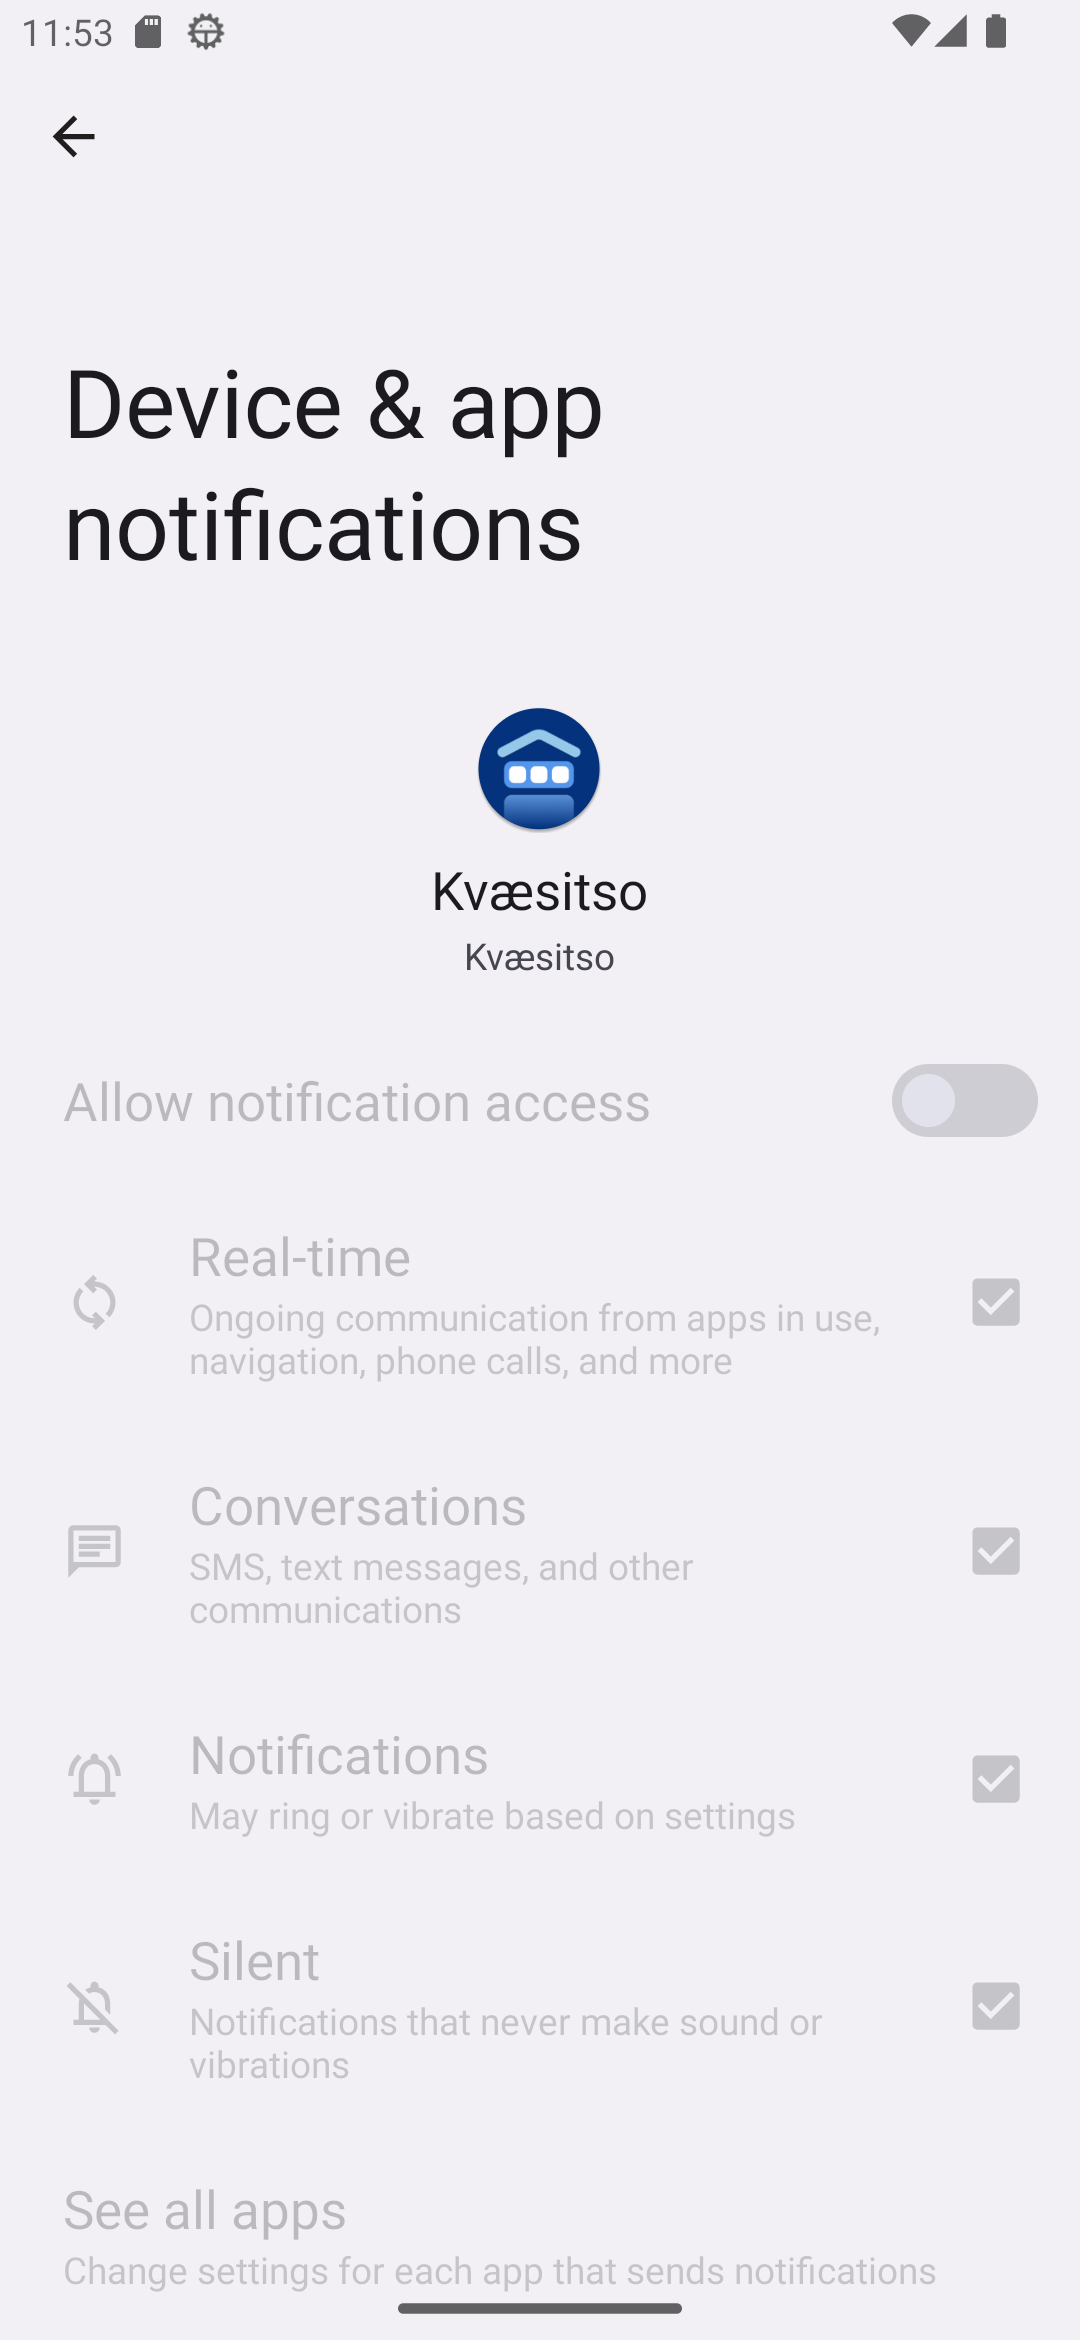 11:53
Device & app
notifications
Kvæsitso
Kvæsitso
Allow notification access
Real-time
Ongoing communication from apps in use,
navigation, phone calls, and more
Conversations
SMS, text messages, and other
communications
Notifications
May ring or vibrate based on settings
Silent
Notifications that never make sound or
vibrations
See all apps
Change settings for each app that sends notifications